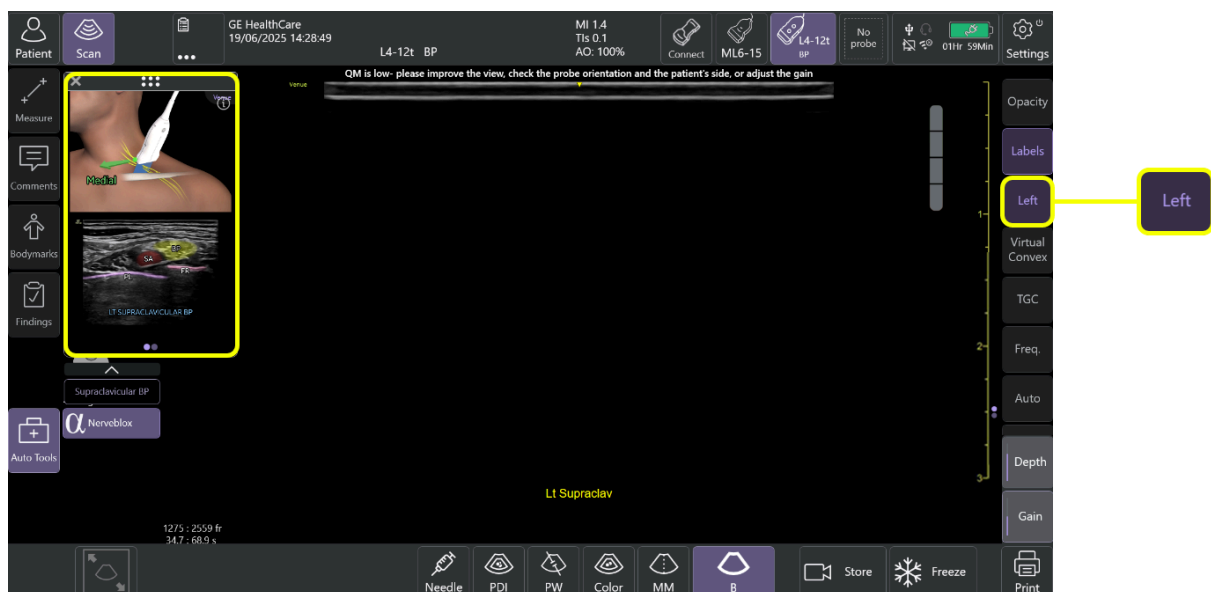 Patient
Scan
GE HealthCare
19/06/2025 14:28:49
L4-12t BP
MI 1.4
TIs 0.1
AO: 100%
Connect
ML6-15
L4-12t
BP
No
probe
01Hr 59Min
Settings
QM is low- please improve the view, check the probe orientation and the patient's side, or adjust the gain
Measure
Comments
Bodymarks
Findings
Auto Tools
Medial
Venue
BP
SA
FR
PL
LT SUPRACLAVICULAR BP
Supraclavicular BP
α Nerveblox
1275 : 2559 fr
34.7 : 68.9 s
1
2
3
Lt Supraclav
Opacity
Labels
Left
Left
Virtual
Convex
TGC
Freq.
Auto
Depth
Gain
Needle
PDI
PW
Color
MM
B
Store
Freeze
Print